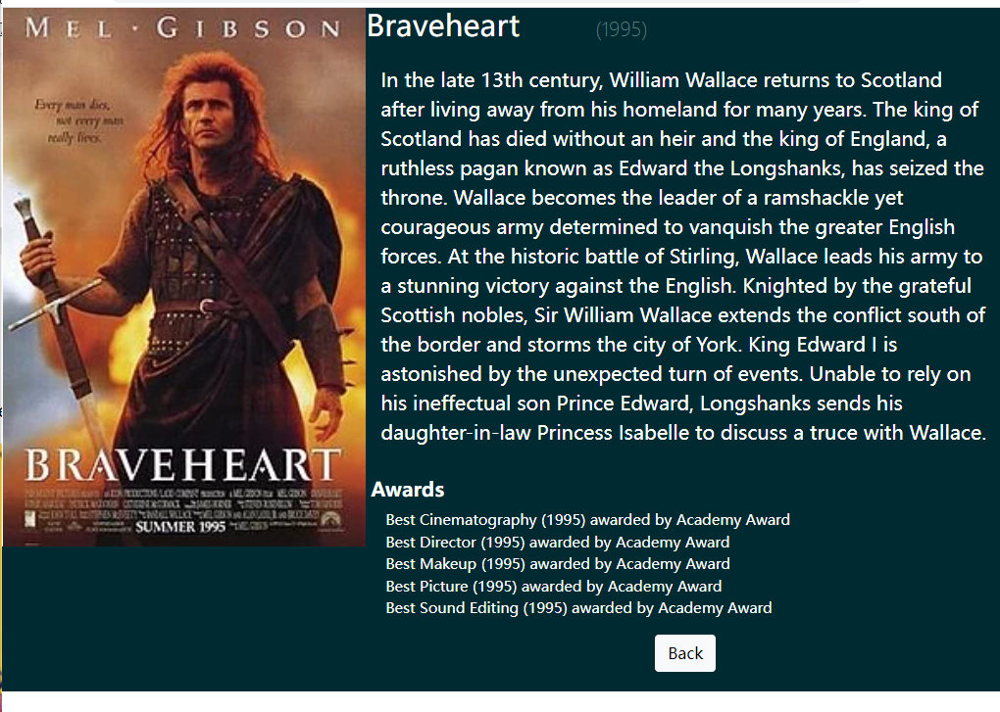 MEL · GIBSON
Every man dies,
not every man
really lives.
BRAVEHEART
SUMMER 1995
Braveheart (1995)
In the late 13th century, William Wallace returns to Scotland
after living away from his homeland for many years. The king of
Scotland has died without an heir and the king of England, a
ruthless pagan known as Edward the Longshanks, has seized the
throne. Wallace becomes the leader of a ramshackle yet
courageous army determined to vanquish the greater English
forces. At the historic battle of Stirling, Wallace leads his army to
a stunning victory against the English. Knighted by the grateful
Scottish nobles, Sir William Wallace extends the conflict south of
the border and storms the city of York. King Edward I is
astonished by the unexpected turn of events. Unable to rely on
his ineffectual son Prince Edward, Longshanks sends his
daughter-in-law Princess Isabelle to discuss a truce with Wallace.
Awards
Best Cinematography (1995) awarded by Academy Award
Best Director (1995) awarded by Academy Award
Best Makeup (1995) awarded by Academy Award
Best Picture (1995) awarded by Academy Award
Best Sound Editing (1995) awarded by Academy Award
Back